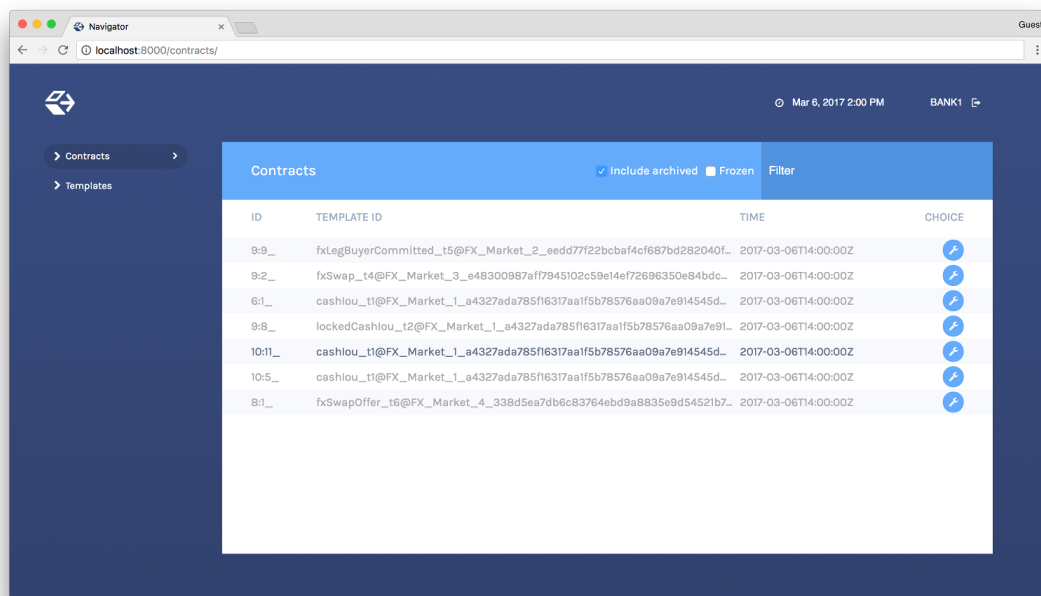 Navigator
Guest
localhost:8000/contracts/
Mar 6, 2017 2:00 PM BANK1
Contracts
Templates
Contracts Include archived Frozen Filter
ID TEMPLATE ID TIME CHOICE
9:9_ fxLegBuyerCommitted_t5@FX_Market_2_eedd77f22bcbaf4cf687bd282040f… 2017-03-06T14:00:00Z
9:2_ fxSwap_t4@FX_Market_3_e48300987aff7945102c59e14ef72696350e84bdc… 2017-03-06T14:00:00Z
6:1_ cashIou_t1@FX_Market_1_a4327ada785f16317aa1f5b78576aa09a7e914545d… 2017-03-06T14:00:00Z
9:8_ lockedCashIou_t2@FX_Market_1_a4327ada785f16317aa1f5b78576aa09a7e91… 2017-03-06T14:00:00Z
10:11_ cashIou_t1@FX_Market_1_a4327ada785f16317aa1f5b78576aa09a7e914545d… 2017-03-06T14:00:00Z
10:5_ cashIou_t1@FX_Market_1_a4327ada785f16317aa1f5b78576aa09a7e914545d… 2017-03-06T14:00:00Z
8:1_ fxSwapOffer_t6@FX_Market_4_338d5ea7db6c83764ebd9a8835e9d54521b7… 2017-03-06T14:00:00Z